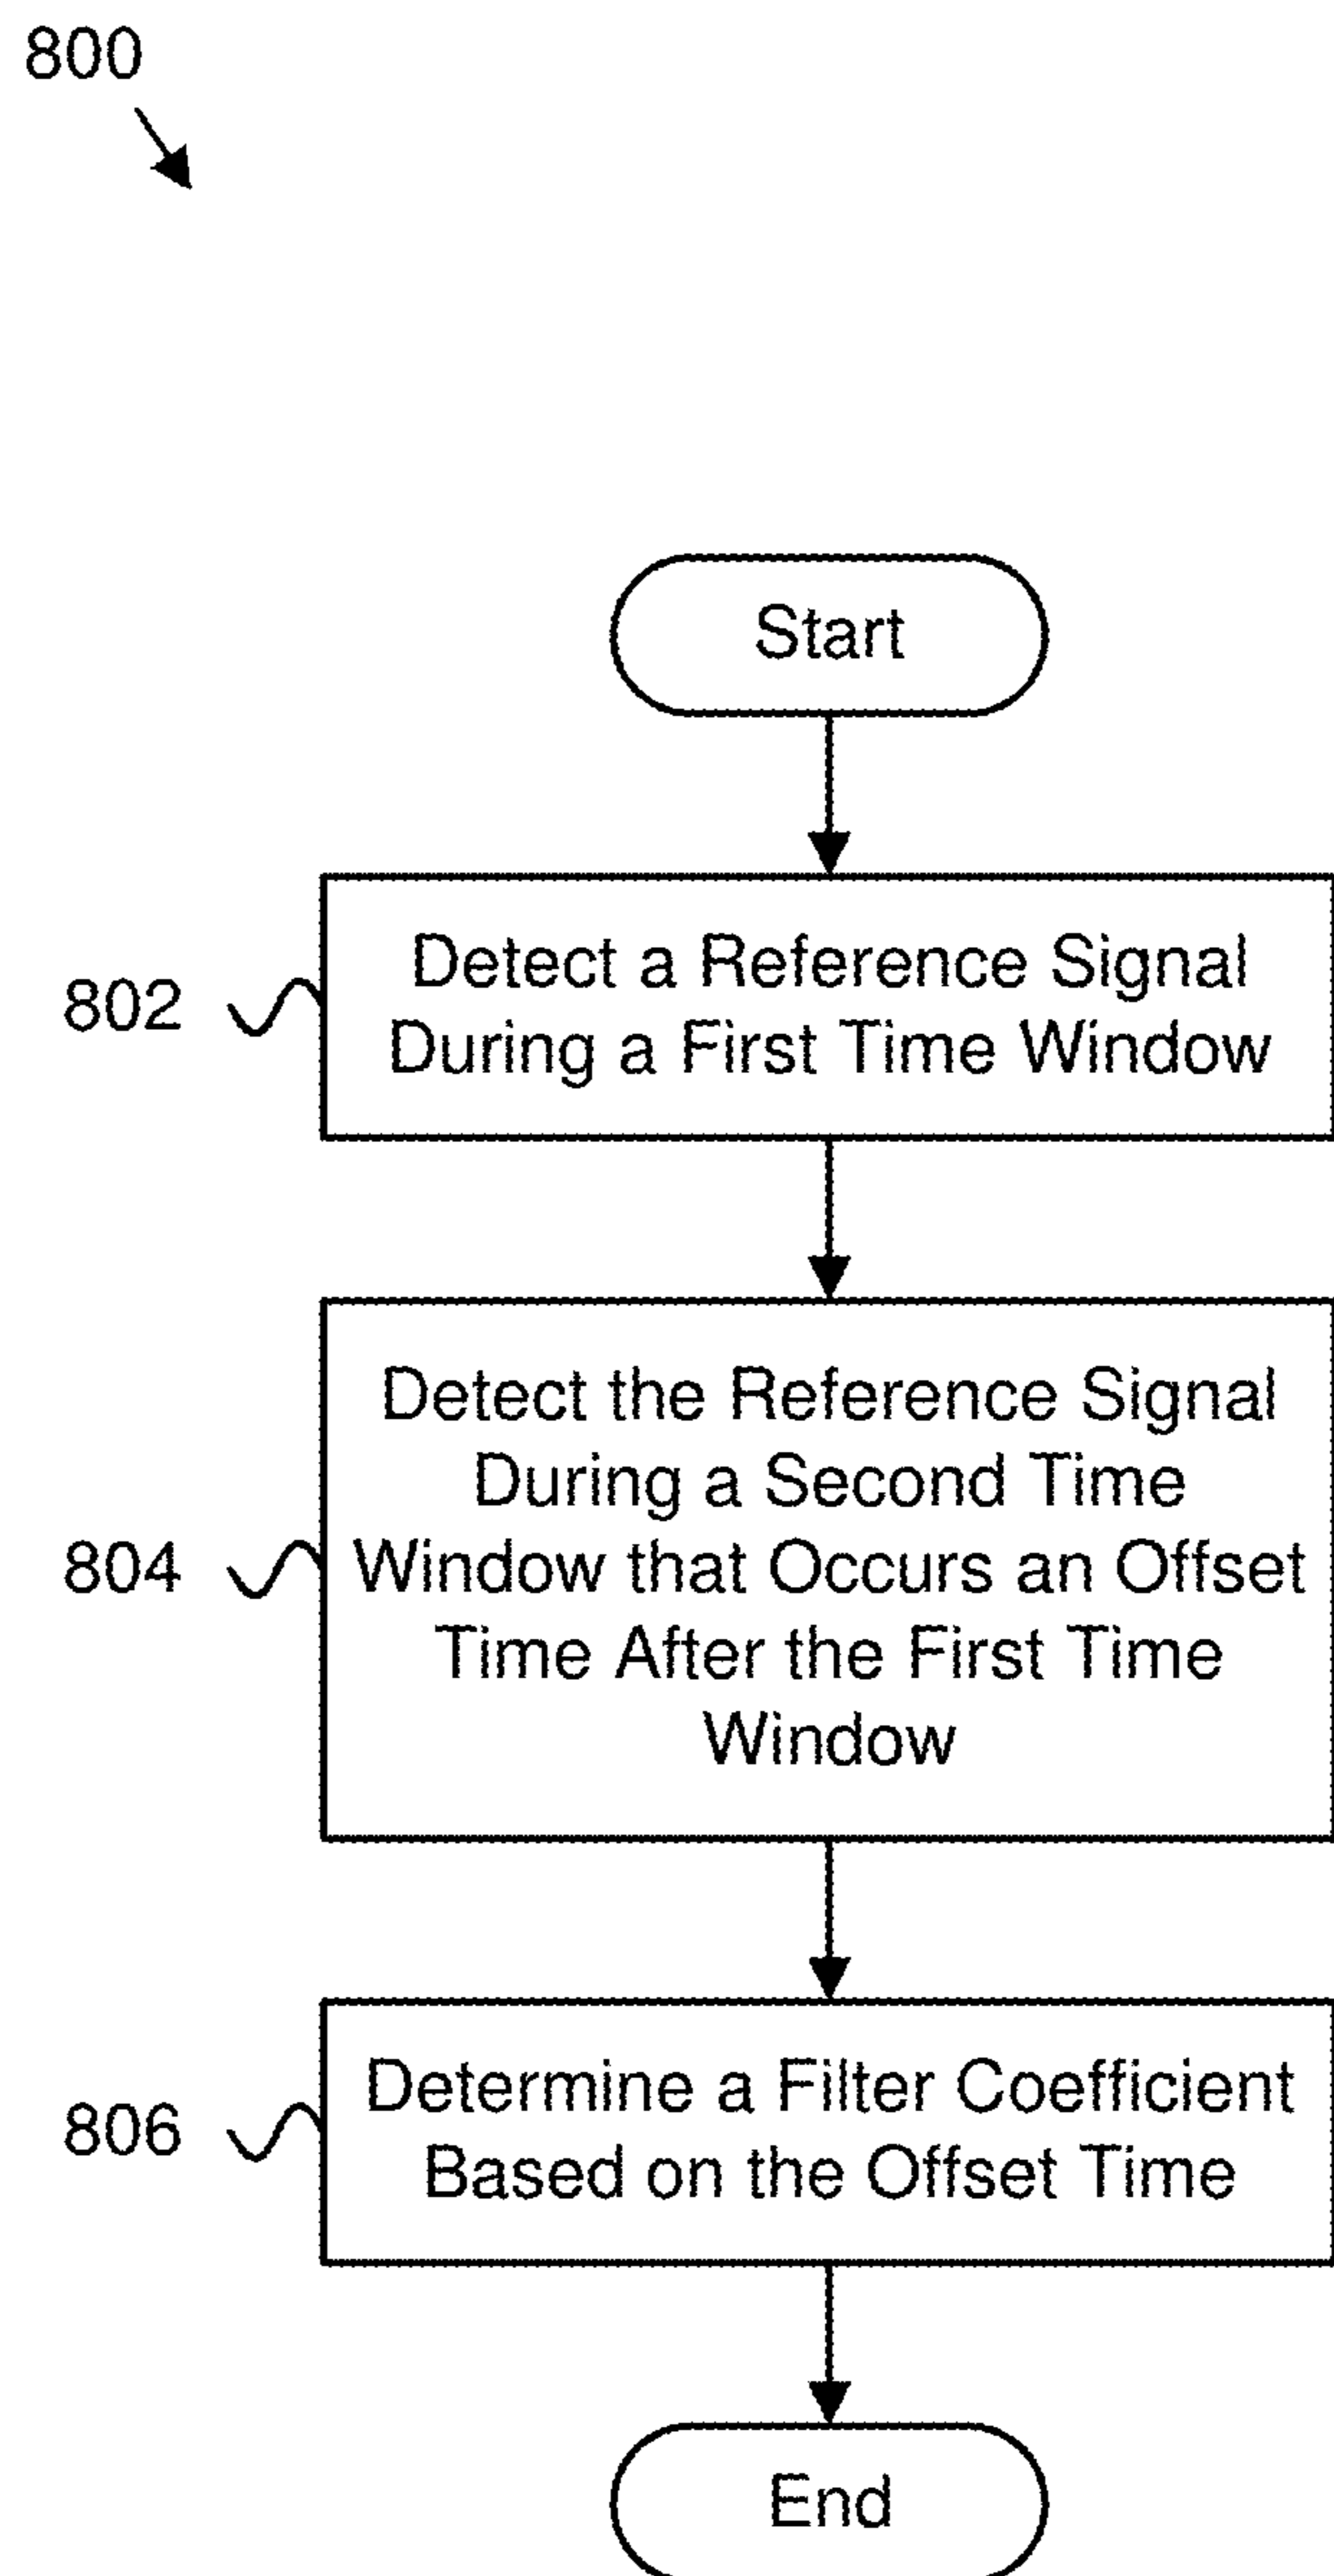 800
Start
802
Detect a Reference Signal
During a First Time Window
804
Detect the Reference Signal
During a Second Time
Window that Occurs an Offset
Time After the First Time
Window
806
Determine a Filter Coefficient
Based on the Offset Time
End